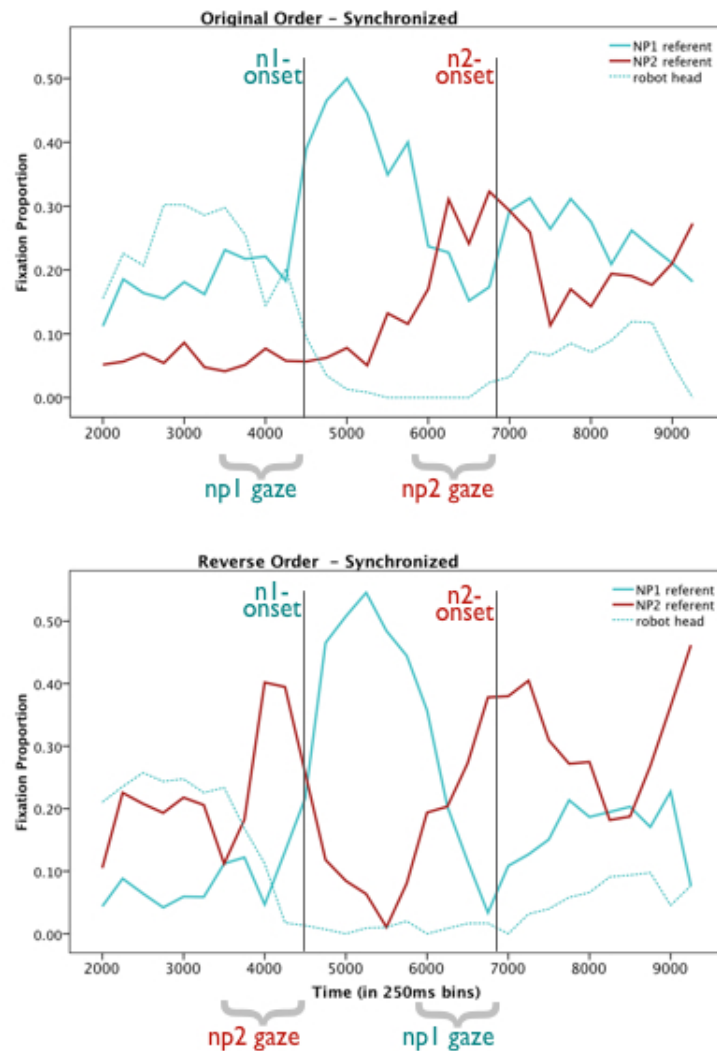 Original Order – Synchronized
n1-
onset
n2-
onset
NP1 referent
NP2 referent
robot head
Fixation Proportion
0.50
0.40
0.30
0.20
0.10
0.00
2000 3000 4000 5000 6000 7000 8000 9000
np1 gaze np2 gaze
Reverse Order – Synchronized
n1-
onset
n2-
onset
NP1 referent
NP2 referent
robot head
Fixation Proportion
0.50
0.40
0.30
0.20
0.10
0.00
2000 3000 4000 5000 6000 7000 8000 9000
Time (in 250ms bins)
np2 gaze np1 gaze